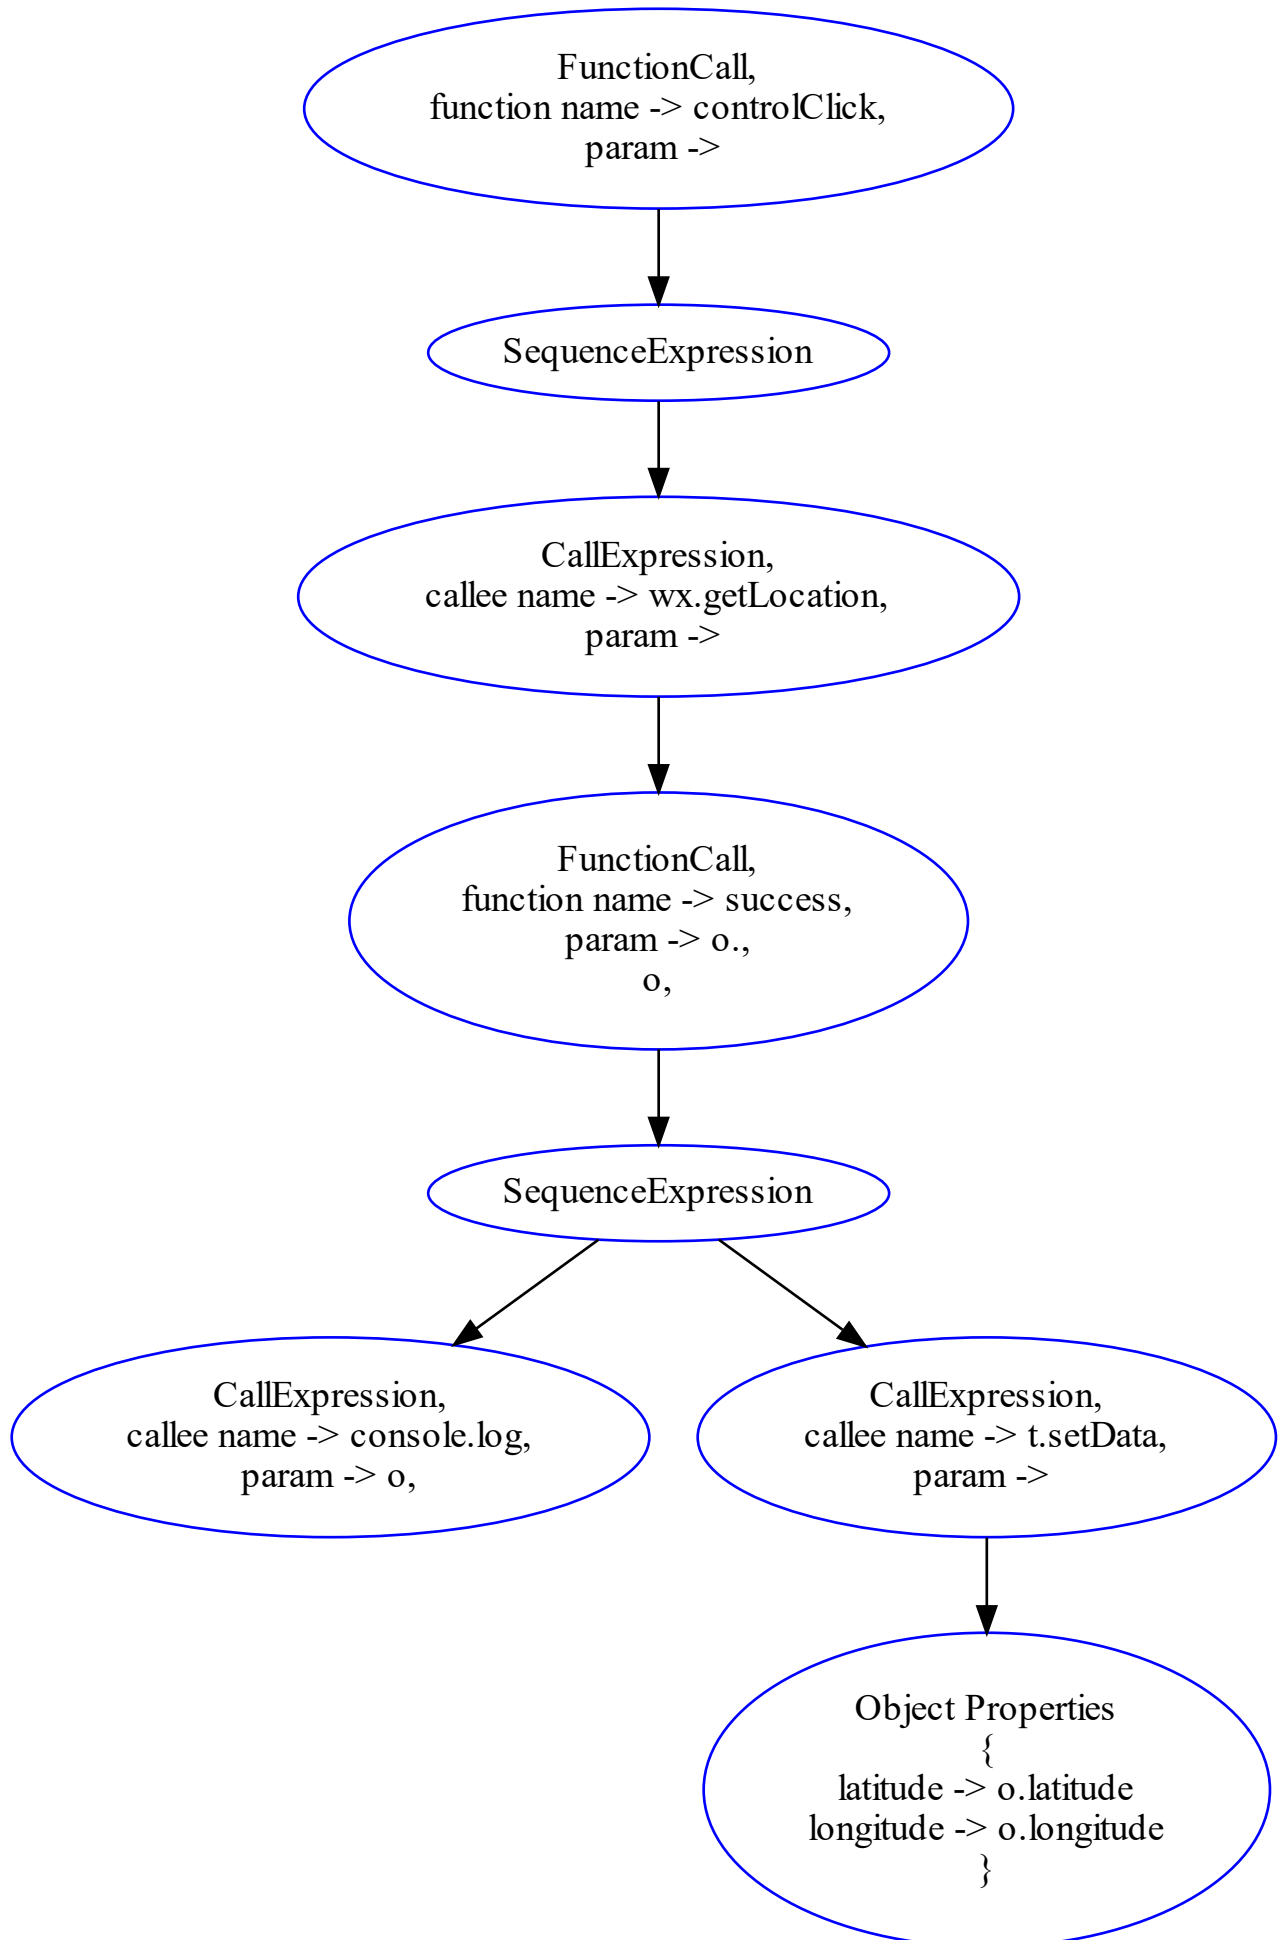 FunctionCall,
function name -> controlClick,
param ->
SequenceExpression
CallExpression,
callee name -> wx.getLocation,
param ->
FunctionCall,
function name -> success,
param -> o.,
o,
SequenceExpression
CallExpression,
callee name -> console.log,
param -> o,
CallExpression,
callee name -> t.setData,
param ->
Object Properties
{
latitude -> o.latitude
longitude -> o.longitude
}